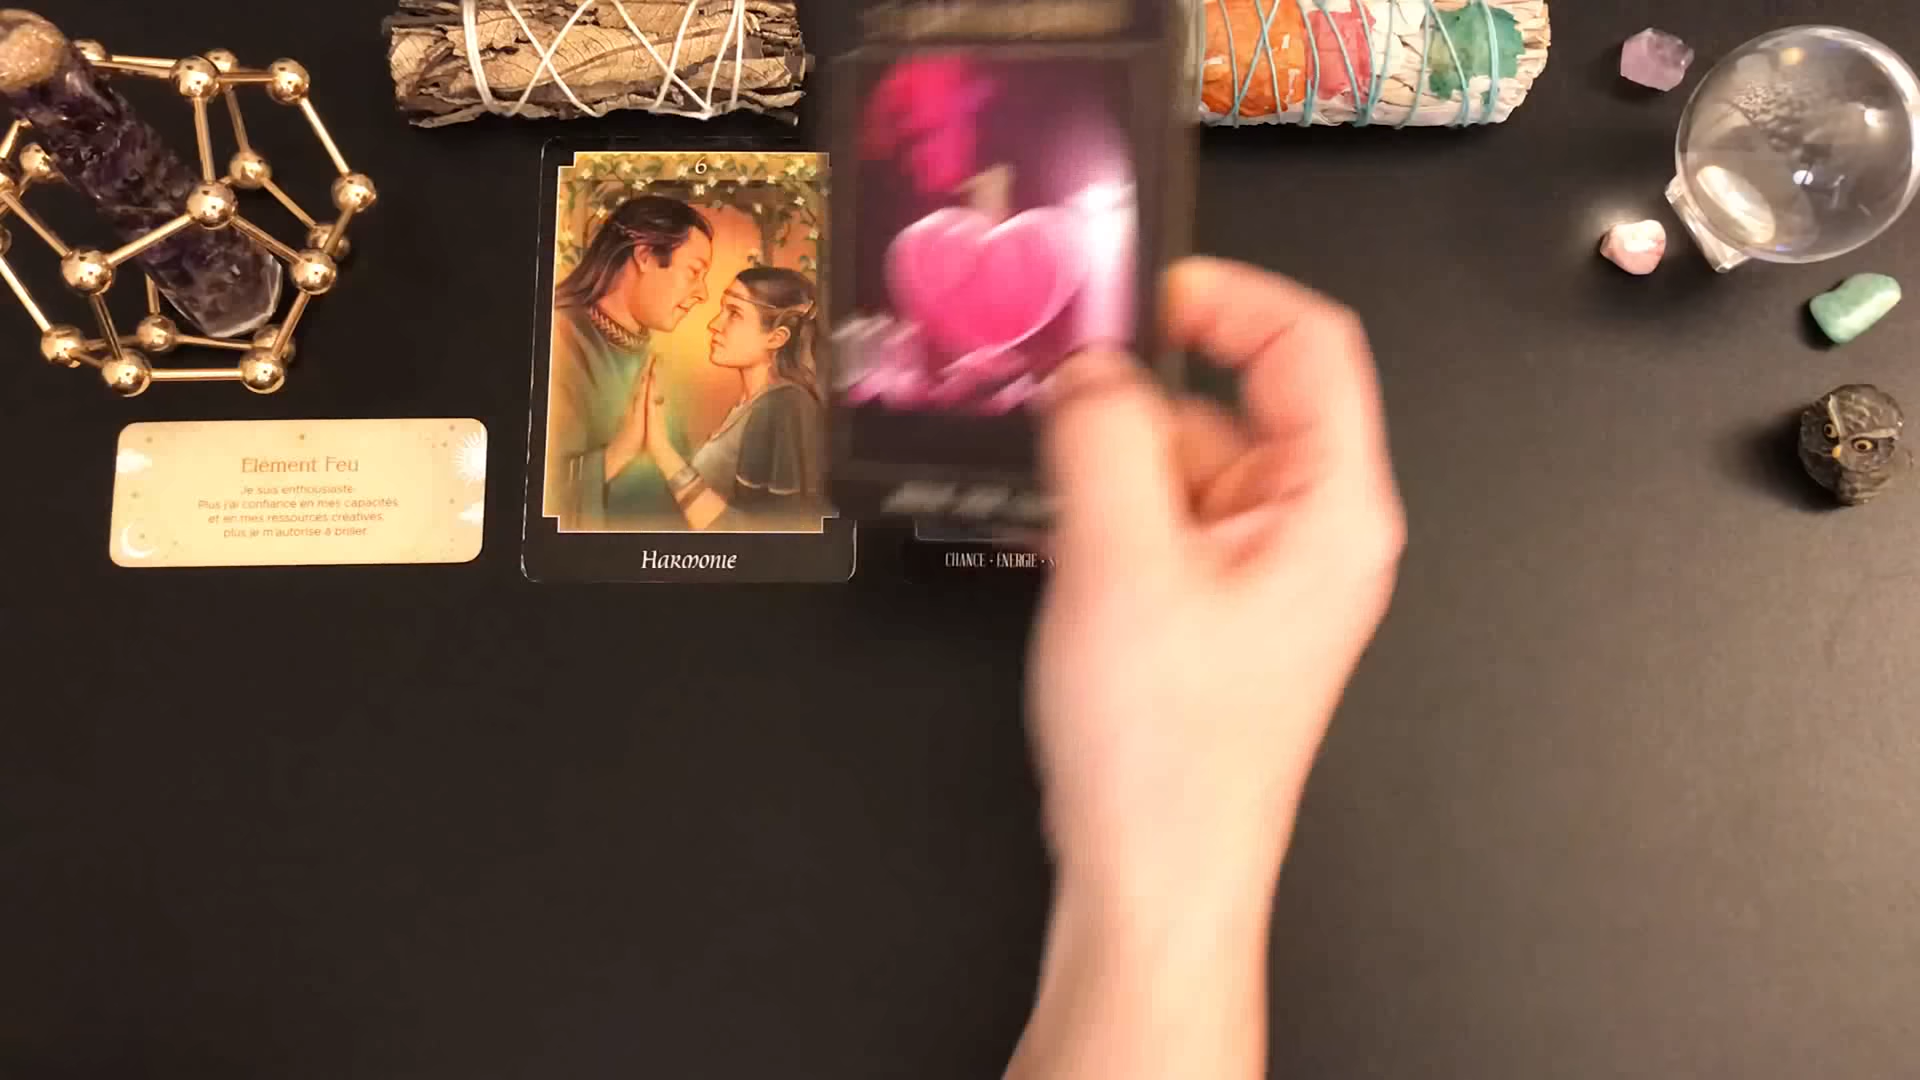 6
Harmonie
Elément Feu
Je suis enthousiaste.
Plus j'ai confiance en mes capacités
et en mes ressources créatives,
plus je m'autorise à briller.
CHANCE · ÉNERGIE ·